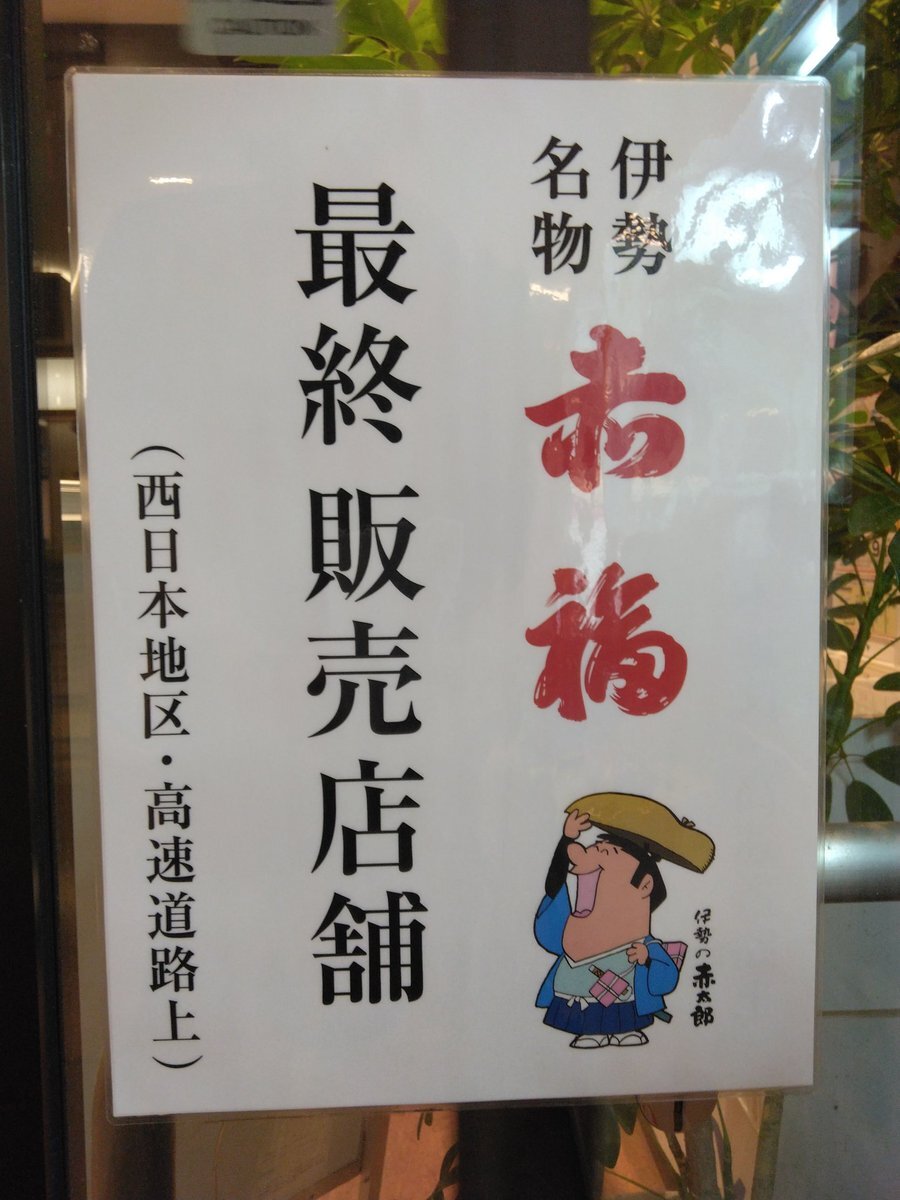 伊勢
名物
赤福
最終販売店舗
（西日本地区・高速道路上）
伊勢の赤太郎
CAUTION